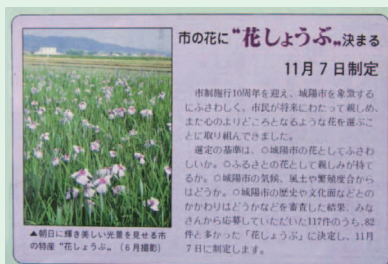 市の花に〝花しょうぶ〟決まる
11月7日制定
市制施行10周年を迎え、城陽市を象徴する
にふさわしく、市民が将来にわたって親しめ、
また心のよりどころとなるような花を選ぶこ
とに取り組んできました。
選定の基準は、○城陽市の花としてふさわ
しいか。○ふるさとの花として親しみが持て
るか。○城陽市の気候、風土や繁殖度合から
はどうか。○城陽市の歴史や文化面などとの
かかわりはどうかなどを審査した結果、みな
さんから応募していただいた117件のうち、82
件と多かった「花しょうぶ」に決定し、11月
7日に制定します。
▲朝日に輝き美しい光景を見せる市
の特産〝花しょうぶ〟(6月撮影)